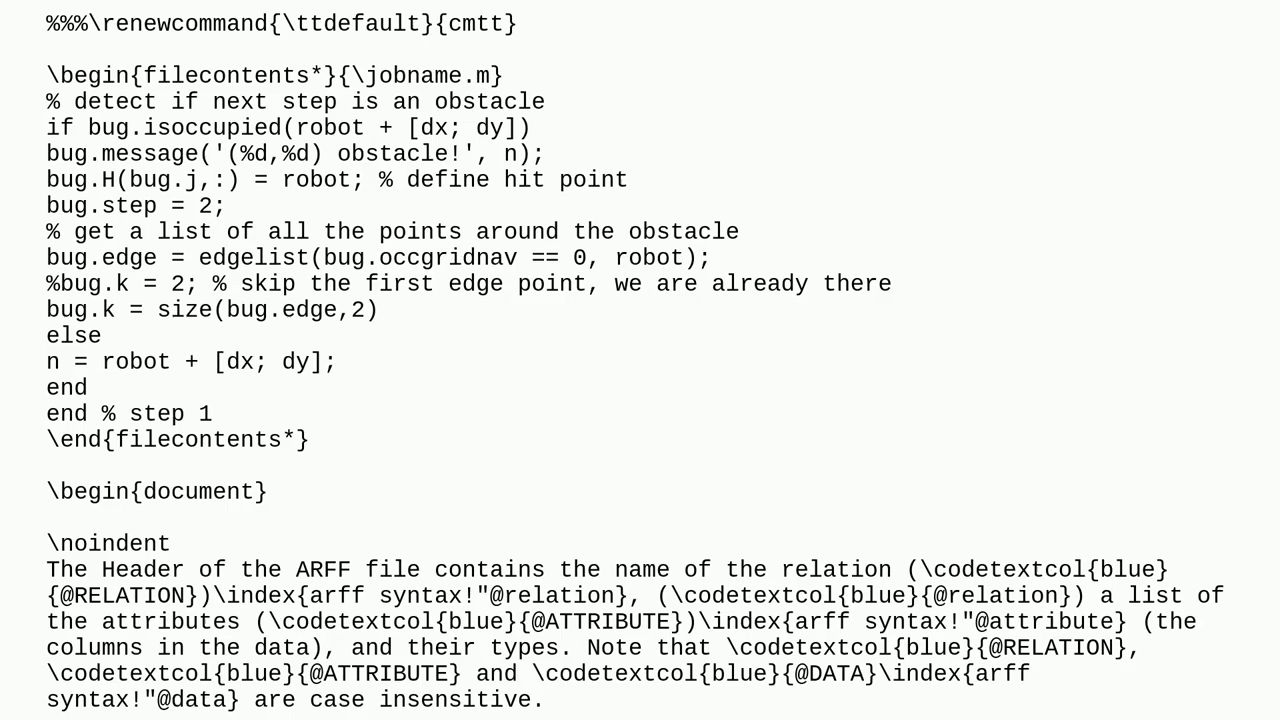 %%%\renewcommand{\ttdefault}{cmtt}

\begin{filecontents*}{\jobname.m}
% detect if next step is an obstacle
if bug.isoccupied(robot + [dx; dy])
bug.message('(%d,%d) obstacle!', n);
bug.H(bug.j,:) = robot; % define hit point
bug.step = 2;
% get a list of all the points around the obstacle
bug.edge = edgelist(bug.occgridnav == 0, robot);
%bug.k = 2; % skip the first edge point, we are already there
bug.k = size(bug.edge,2)
else
n = robot + [dx; dy];
end
end % step 1
\end{filecontents*}

\begin{document}

\noindent
The Header of the ARFF file contains the name of the relation (\codetextcol{blue}
{@RELATION})\index{arff syntax!"@relation}, (\codetextcol{blue}{@relation}) a list of
the attributes (\codetextcol{blue}{@ATTRIBUTE})\index{arff syntax!"@attribute} (the
columns in the data), and their types. Note that \codetextcol{blue}{@RELATION},
\codetextcol{blue}{@ATTRIBUTE} and \codetextcol{blue}{@DATA}\index{arff
syntax!"@data} are case insensitive.